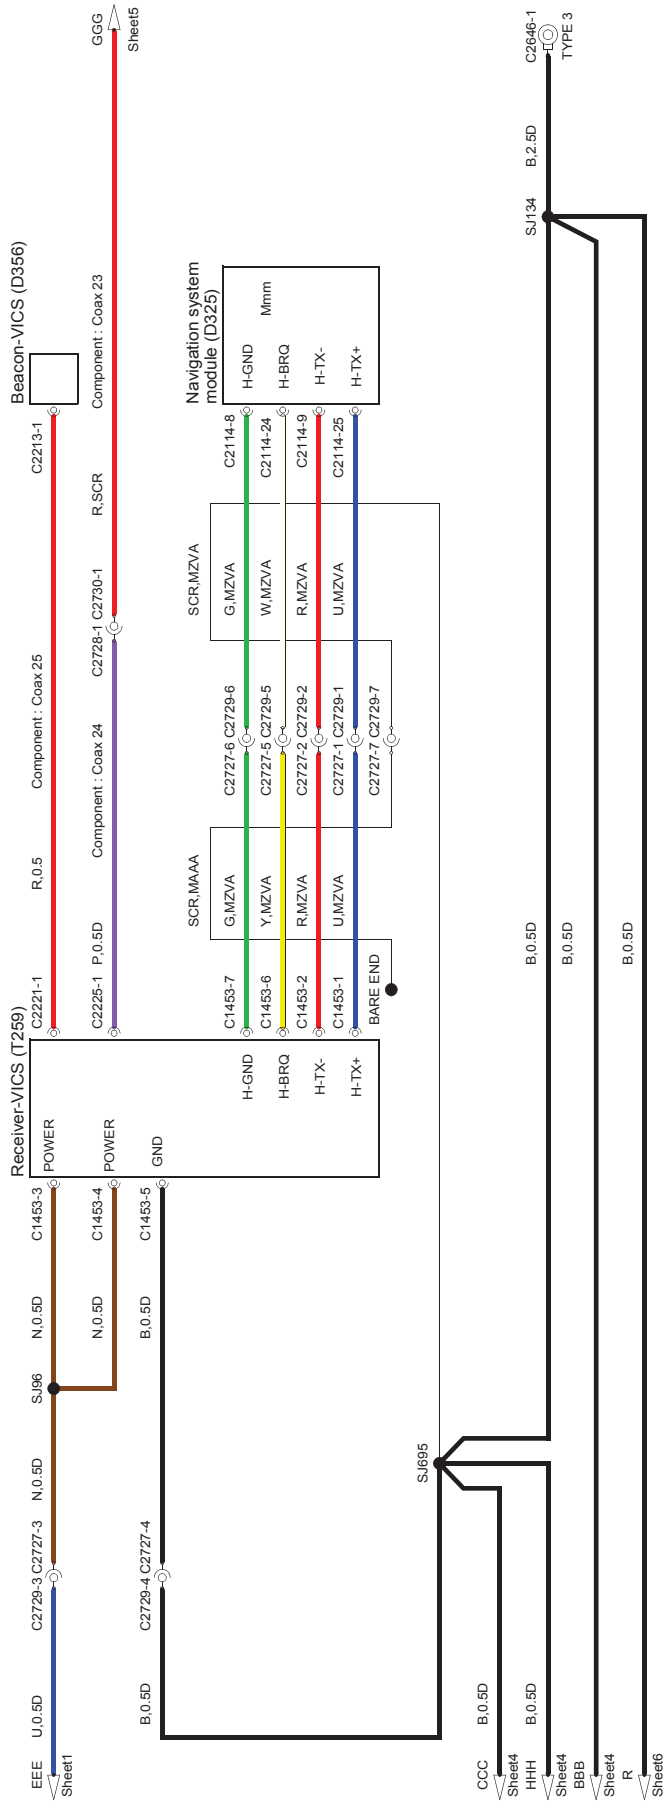 GGG
Sheet5
C2646-1
TYPE 3
B,2.5D
SJ134
Beacon-VICS (D356)
Component : Coax 23
C2213-1
R,SCR
Navigation system
module (D325)
H-GND
H-BRQ
Mmm
H-TX-
H-TX+
C2114-8
C2114-24
C2114-9
C2114-25
SCR,MZVA
G,MZVA
W,MZVA
R,MZVA
U,MZVA
Component : Coax 25
C2728-1 C2730-1
Component : Coax 24
C2727-6 C2729-6
C2727-5 C2729-5
C2727-2 C2729-2
C2727-1 C2729-1
C2727-7 C2729-7
R,0.5
P,0.5D
SCR,MAAA
G,MZVA
Y,MZVA
R,MZVA
U,MZVA
B,0.5D
B,0.5D
B,0.5D
C2221-1
C2225-1
C1453-7
C1453-6
C1453-2
C1453-1
BARE END
Receiver-VICS (T259)
POWER
POWER
GND
H-GND
H-BRQ
H-TX-
H-TX+
C1453-3
C1453-4
C1453-5
N,0.5D
N,0.5D
B,0.5D
SJ96
SJ695
N,0.5D
C2729-3 C2727-3
C2729-4 C2727-4
U,0.5D
B,0.5D
B,0.5D
B,0.5D
EEE
Sheet1
CCC
Sheet4
HHH
Sheet4
BBB
Sheet4
R
Sheet6